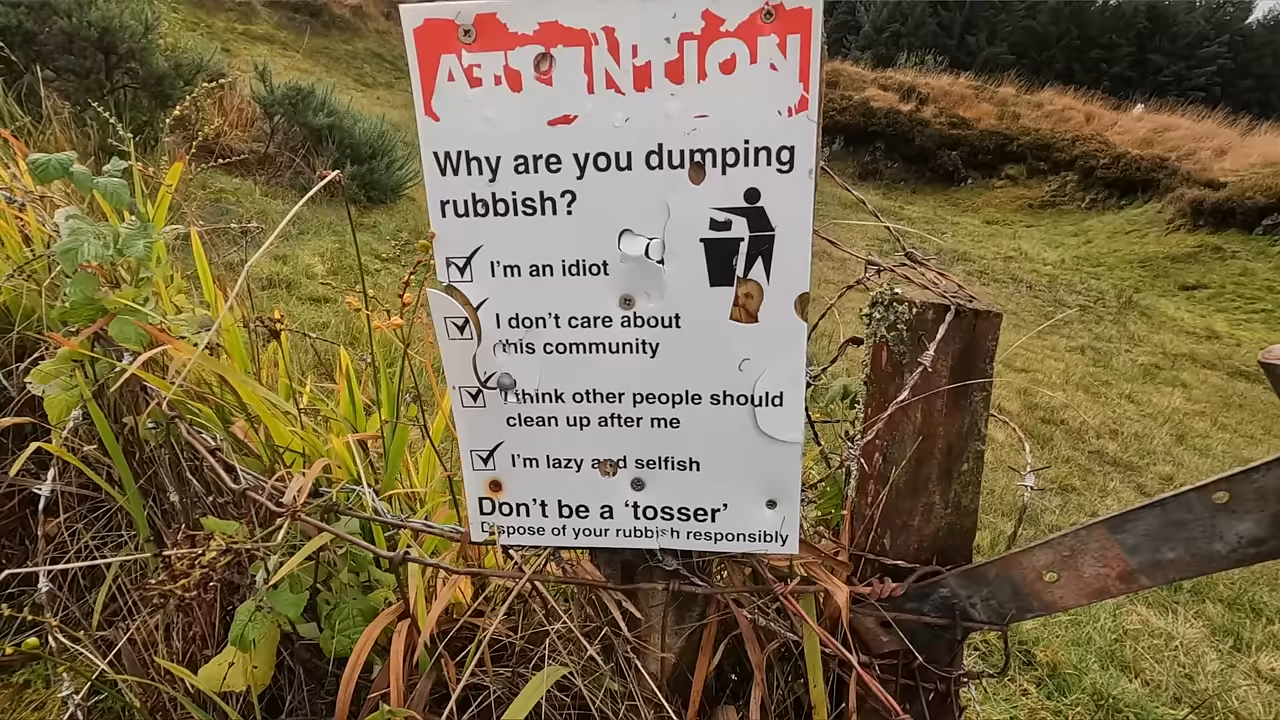 ATTENTION
Why are you dumping
rubbish?
I'm an idiot
I don't care about
this community
I think other people should
clean up after me
I'm lazy and selfish
Don't be a 'tosser'
Dispose of your rubbish responsibly